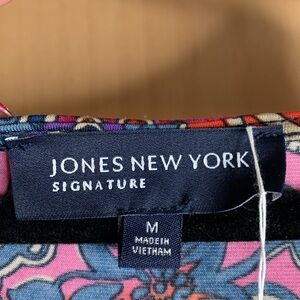 JONES NEW YORK
SIGNATURE
M
MADE IN
VIETNAM